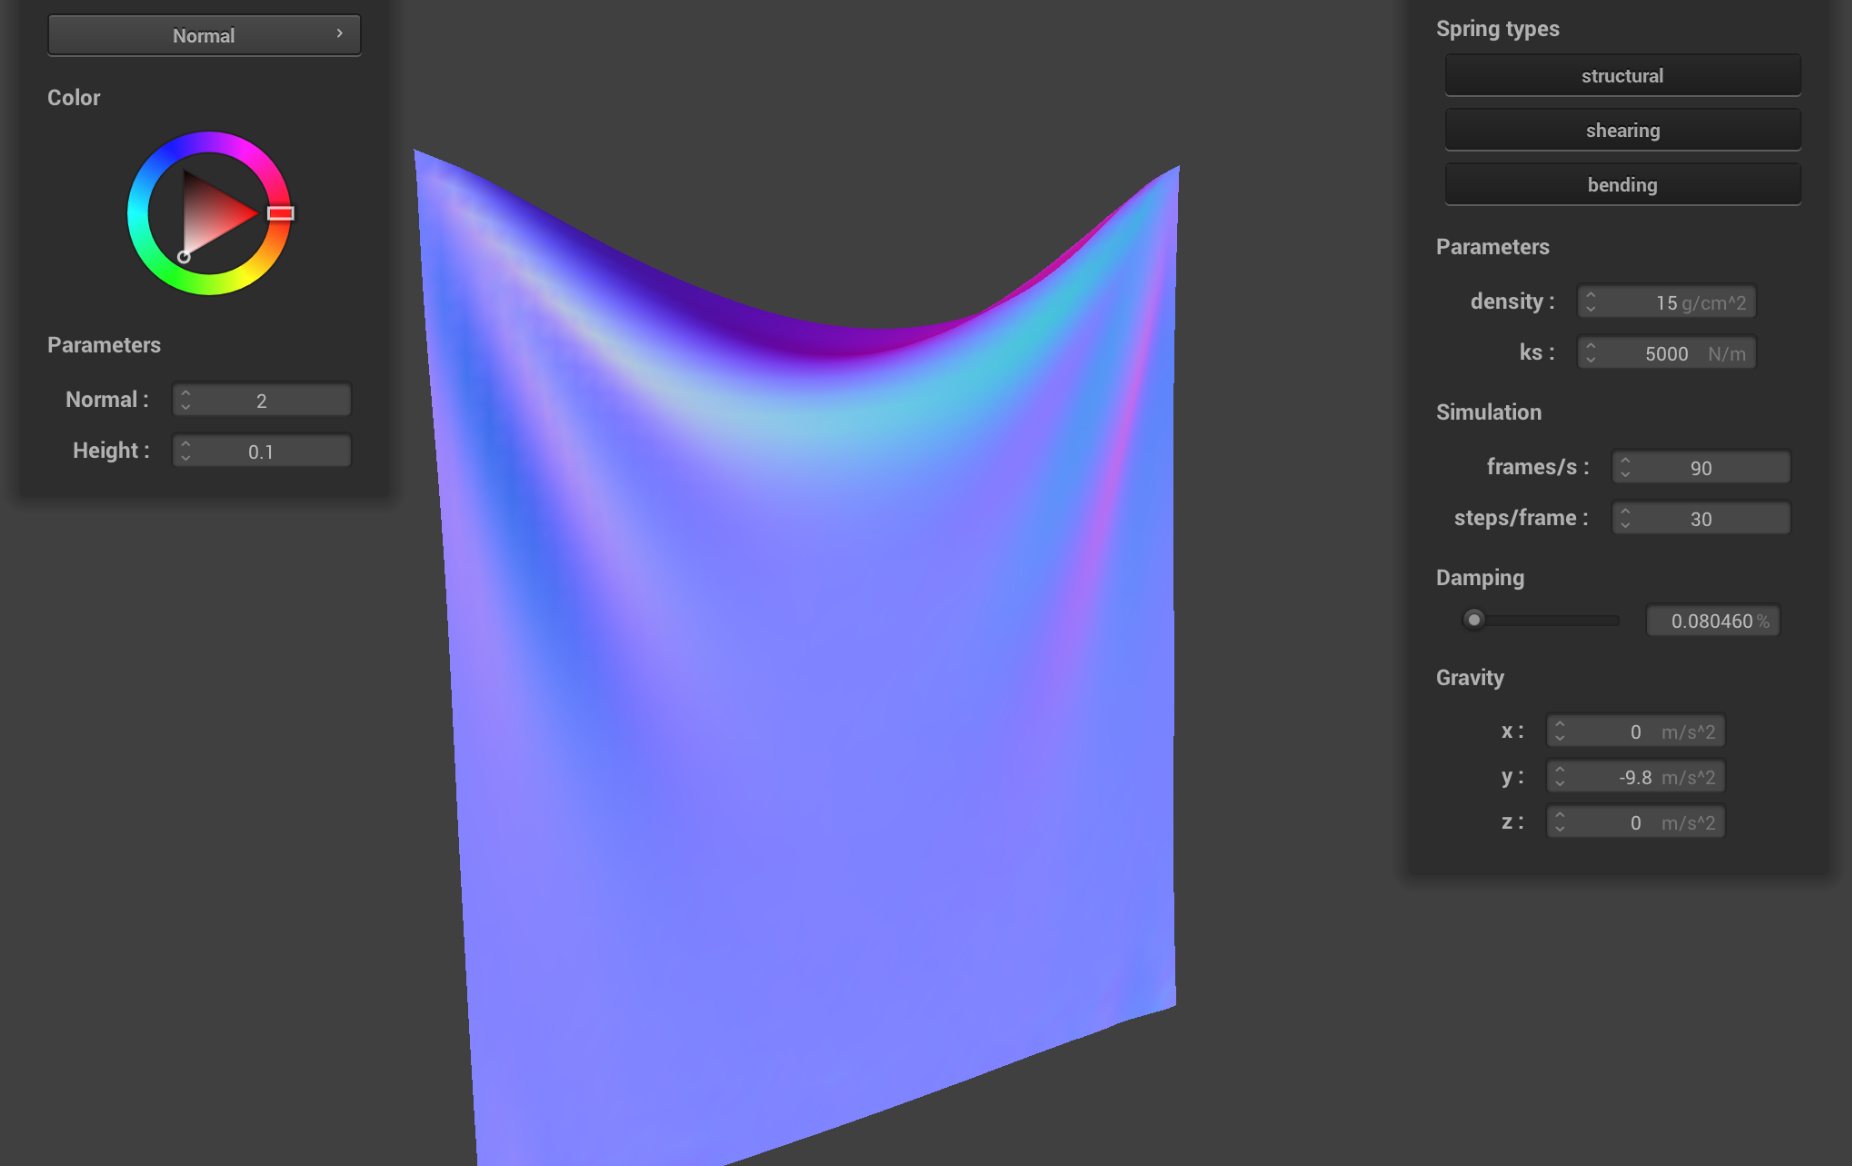 Normal
Color
Parameters
Normal : 2
Height : 0.1
Spring types
structural
shearing
bending
Parameters
density : 15 g/cm^2
ks : 5000 N/m
Simulation
frames/s : 90
steps/frame : 30
Damping
0.080460 %
Gravity
x : 0 m/s^2
y : -9.8 m/s^2
z : 0 m/s^2